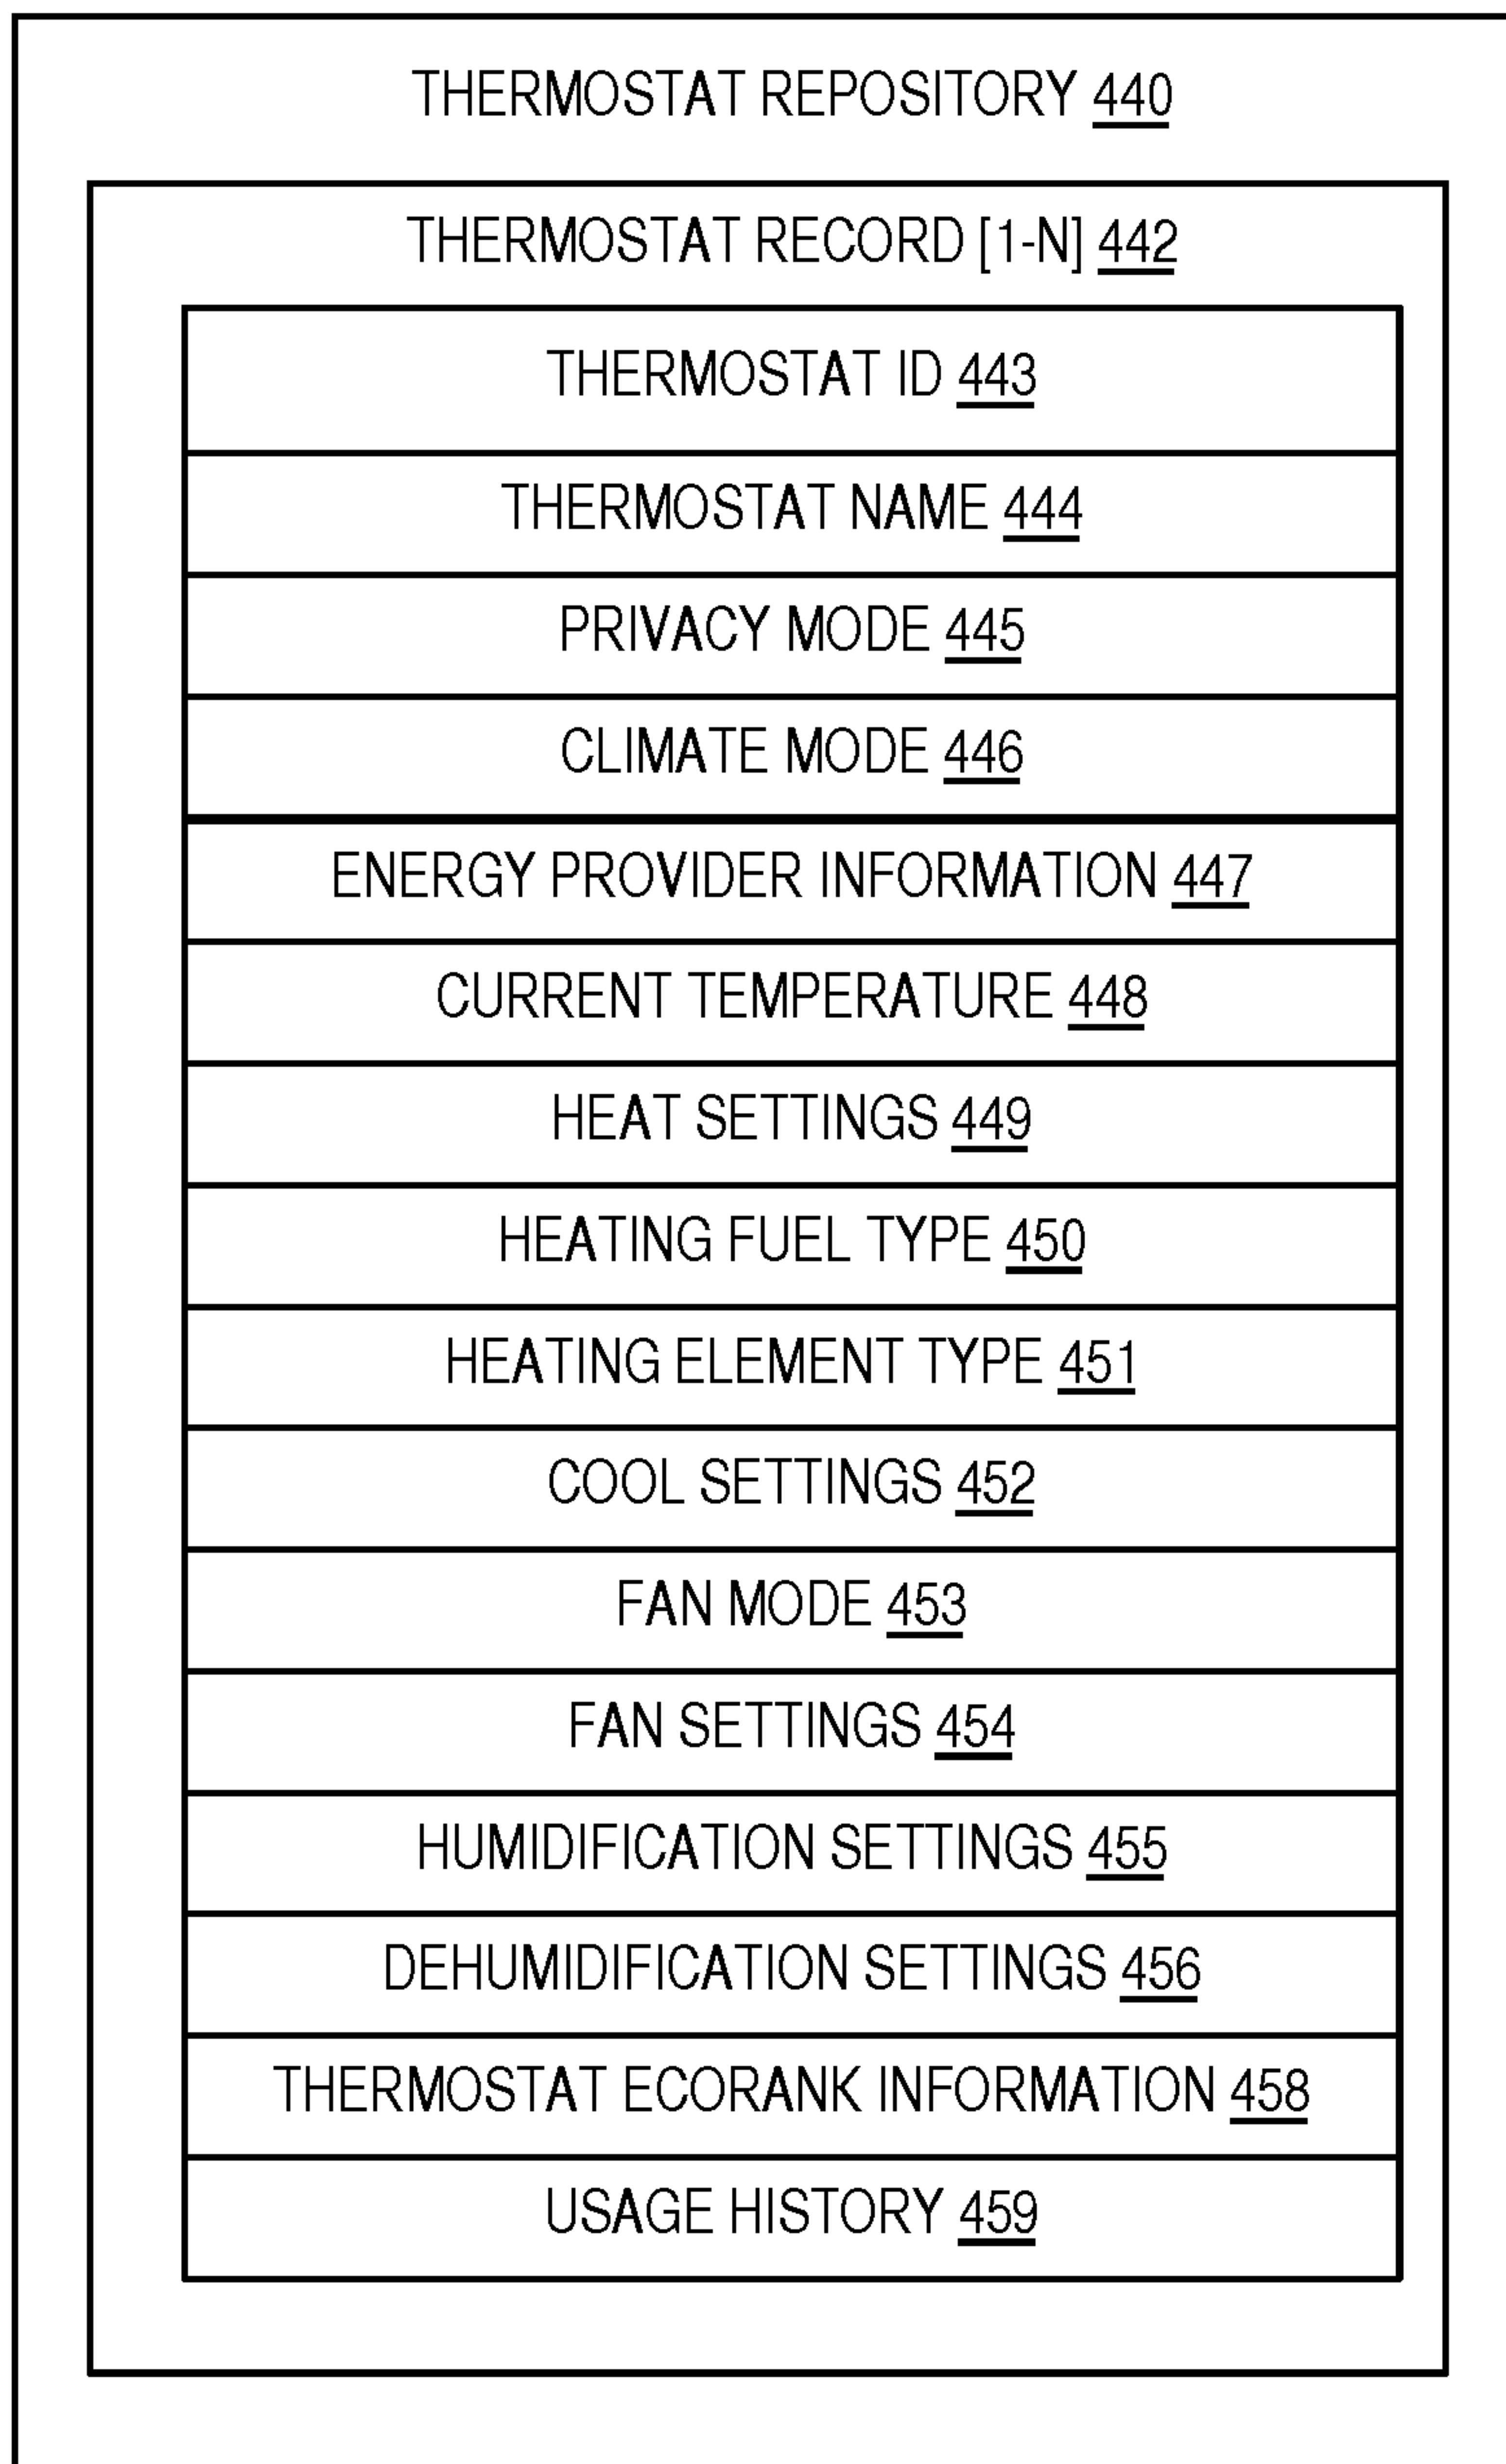 THERMOSTAT REPOSITORY 440
THERMOSTAT RECORD [1-N] 442
THERMOSTAT ID 443
THERMOSTAT NAME 444
PRIVACY MODE 445
CLIMATE MODE 446
ENERGY PROVIDER INFORMATION 447
CURRENT TEMPERATURE 448
HEAT SETTINGS 449
HEATING FUEL TYPE 450
HEATING ELEMENT TYPE 451
COOL SETTINGS 452
FAN MODE 453
FAN SETTINGS 454
HUMIDIFICATION SETTINGS 455
DEHUMIDIFICATION SETTINGS 456
THERMOSTAT ECORANK INFORMATION 458
USAGE HISTORY 459